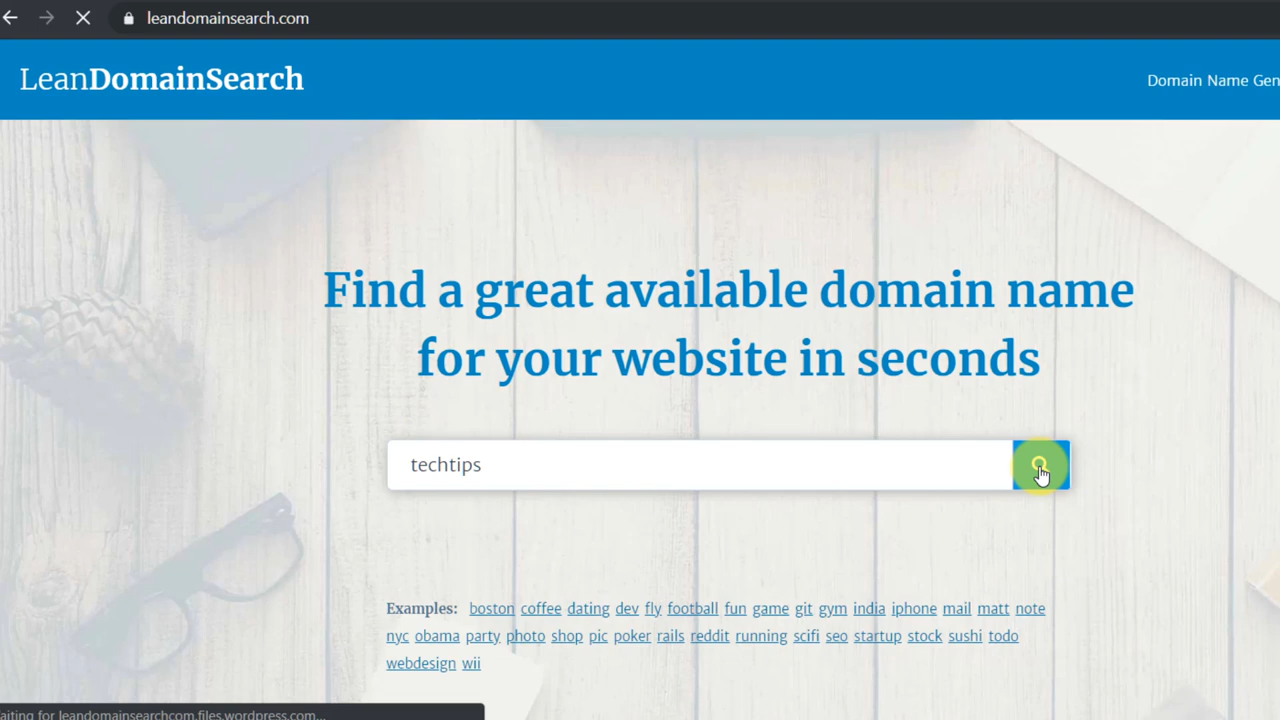 leandomainsearch.com
LeanDomainSearch
Domain Name Gen
Find a great available domain name
for your website in seconds
techtips
Examples: boston coffee dating dev fly football fun game git gym india iphone mail matt note
nyc obama party photo shop pic poker rails reddit running scifi seo startup stock sushi todo
webdesign wii
aiting for leandomainsearchcom.files.wordpress.com...